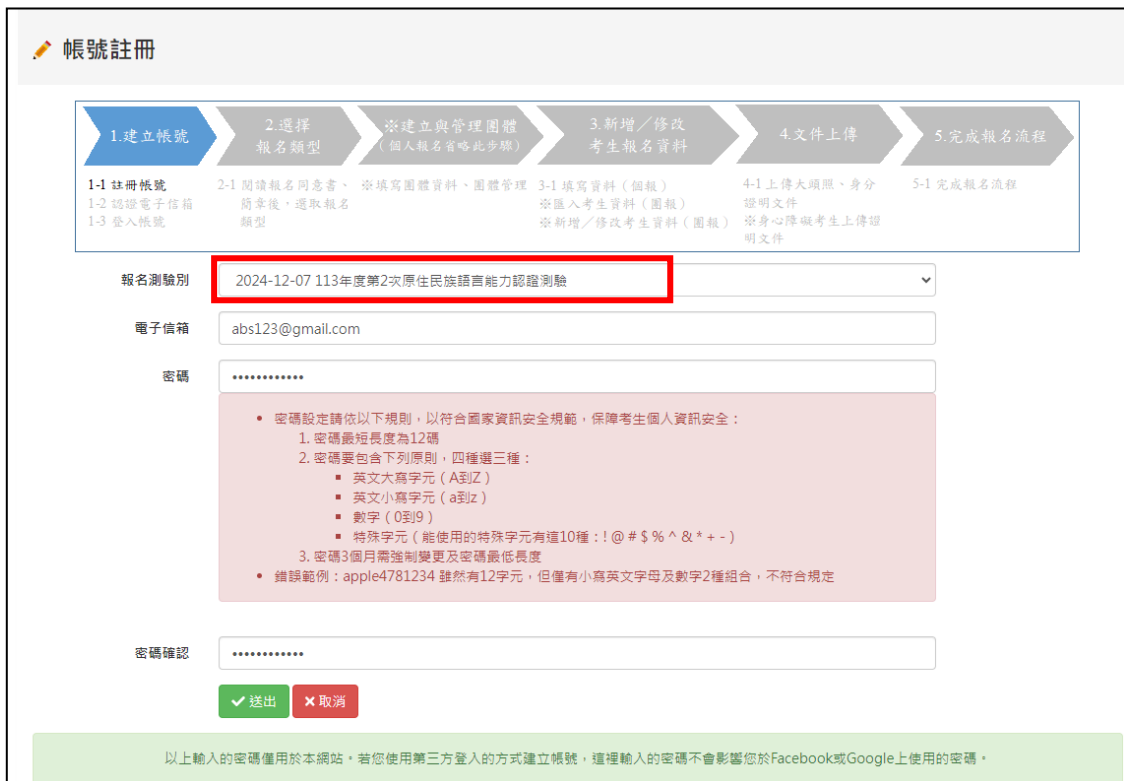 帳號註冊
1.建立帳號
2.選擇
報名類型
※建立與管理團體
(個人報名省略此步驟)
3.新增／修改
考生報名資料
4.文件上傳
5.完成報名流程
1-1 註冊帳號
1-2 認證電子信箱
1-3 登入帳號
2-1 閱讀報名同意書、
簡章後，選取報名
類型
※填寫團體資料、團體管理
3-1 填寫資料（個報）
※匯入考生資料（團報）
※新增／修改考生資料（團報）
4-1 上傳大頭照、身分
證明文件
※身心障礙考生上傳證
明文件
5-1 完成報名流程
報名測驗別
2024-12-07 113年度第2次原住民族語言能力認證測驗
電子信箱
abs123@gmail.com
密碼
••••••••••••
• 密碼設定請依以下規則，以符合國家資訊安全規範，保障考生個人資訊安全：
1. 密碼最短長度為12碼
2. 密碼要包含下列原則，四種選三種：
▪ 英文大寫字元（A到Z）
▪ 英文小寫字元（a到z）
▪ 數字（0到9）
▪ 特殊字元（能使用的特殊字元有這10種：! @ # $ % ^ & * + - ）
3. 密碼3個月需強制變更及密碼最低長度
• 錯誤範例：apple4781234 雖然有12字元，但僅有小寫英文字母及數字2種組合，不符合規定
密碼確認
••••••••••••
送出
取消
以上輸入的密碼僅用於本網站。若您使用第三方登入的方式建立帳號，這裡輸入的密碼不會影響您於Facebook或Google上使用的密碼。